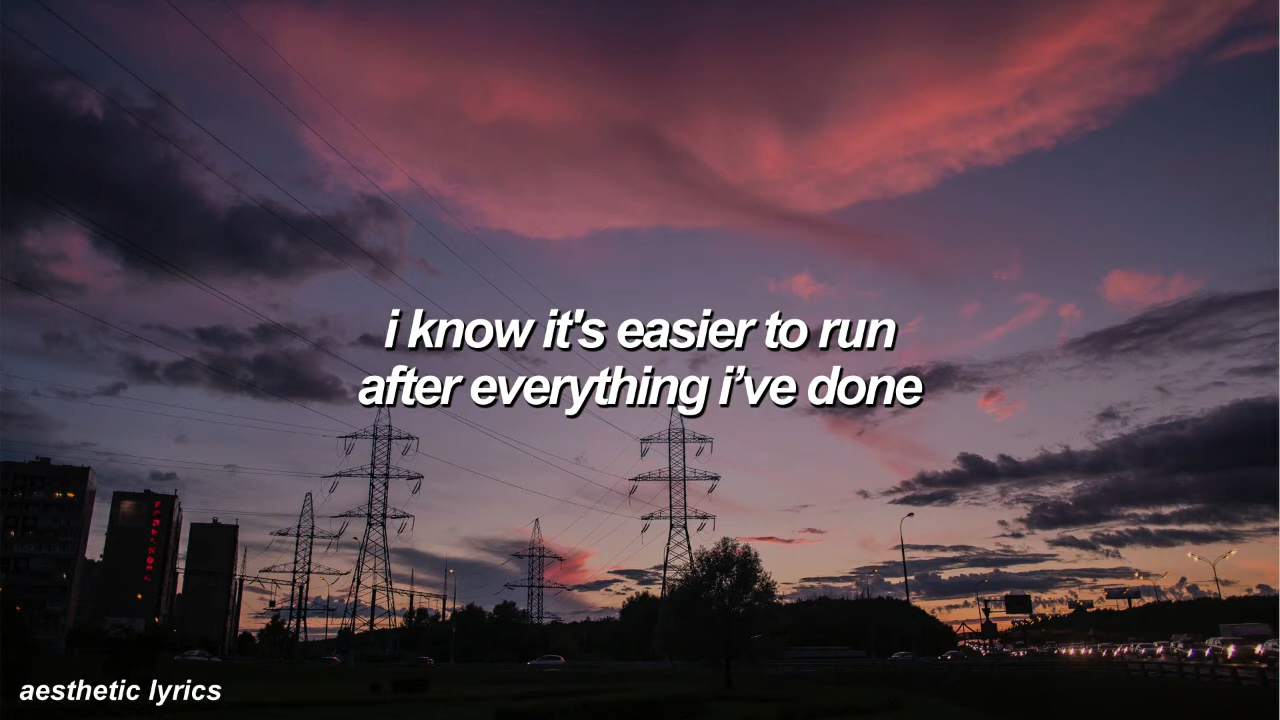 i know it's easier to run
after everything i’ve done
aesthetic lyrics